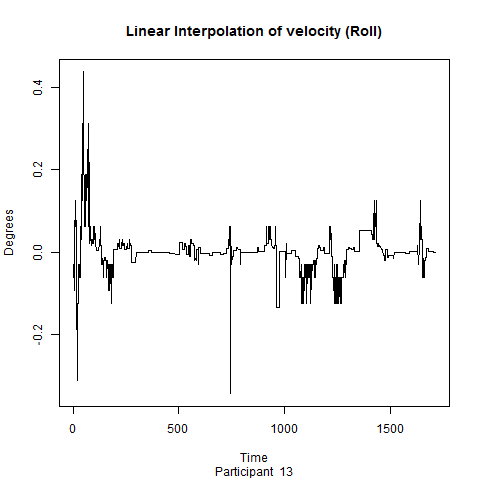 Linear Interpolation of velocity (Roll)
Degrees
0.4
0.2
0.0
-0.2
0 500 1000 1500
Time
Participant 13